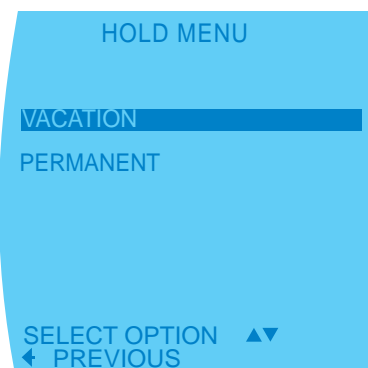 HOLD MENU
VACATION
PERMANENT
SELECT OPTION ▲▼
PREVIOUS